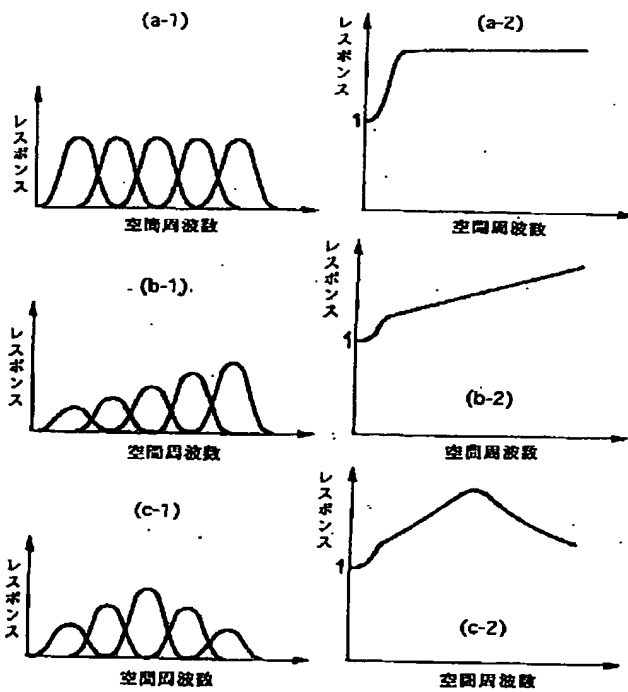 (a-1)
レスポンス
空間周波数
(a-2)
レスポンス
1
空間周波数
(b-1)
レスポンス
空間周波数
レスポンス
1
(b-2)
空間周波数
(c-1)
レスポンス
空間周波数
レスポンス
1
(c-2)
空間周波数